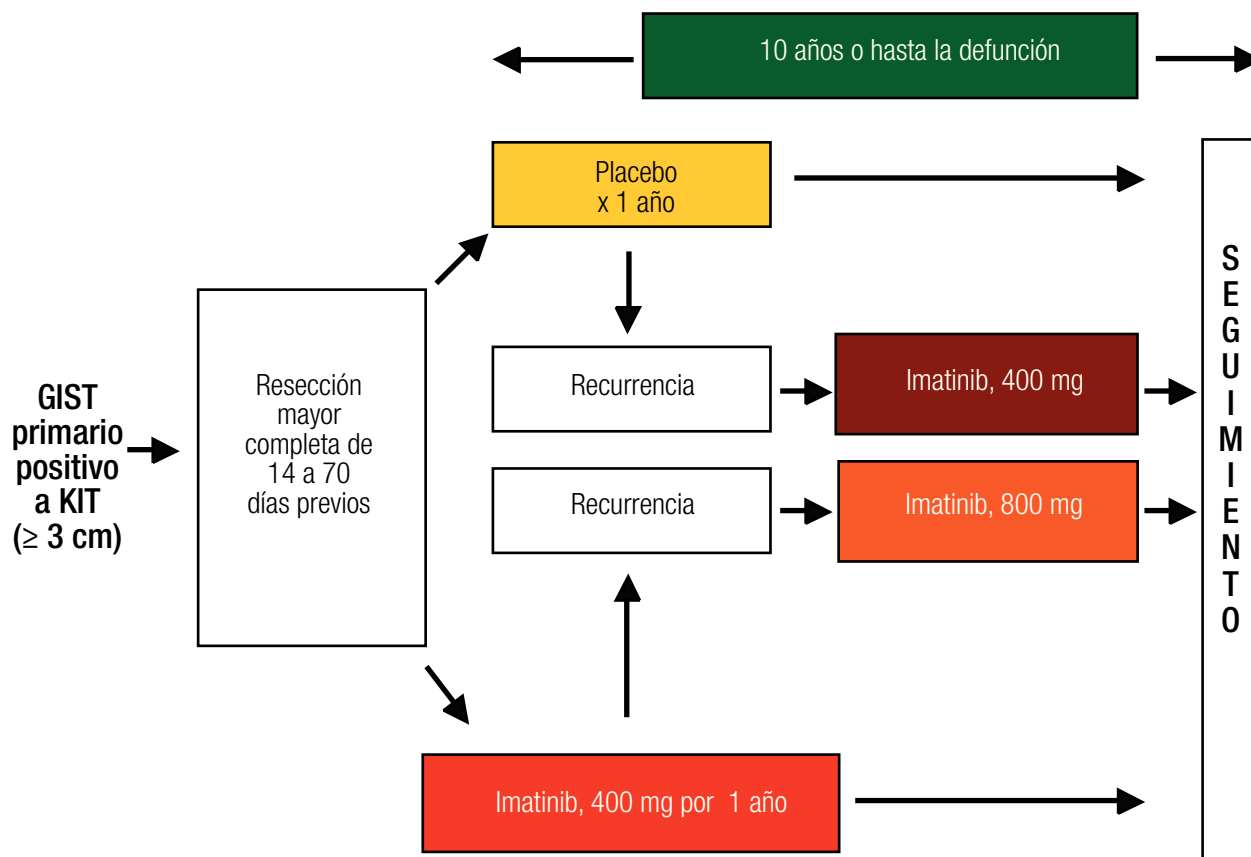 10 años o hasta la defunción
Placebo
x 1 año
GIST
primario
positivo
a KIT
(≥ 3 cm)
Resección
mayor
completa de
14 a 70
días previos
Recurrencia
Imatinib, 400 mg
Recurrencia
Imatinib, 800 mg
Imatinib, 400 mg por 1 año
S
E
G
U
I
M
I
E
N
T
O